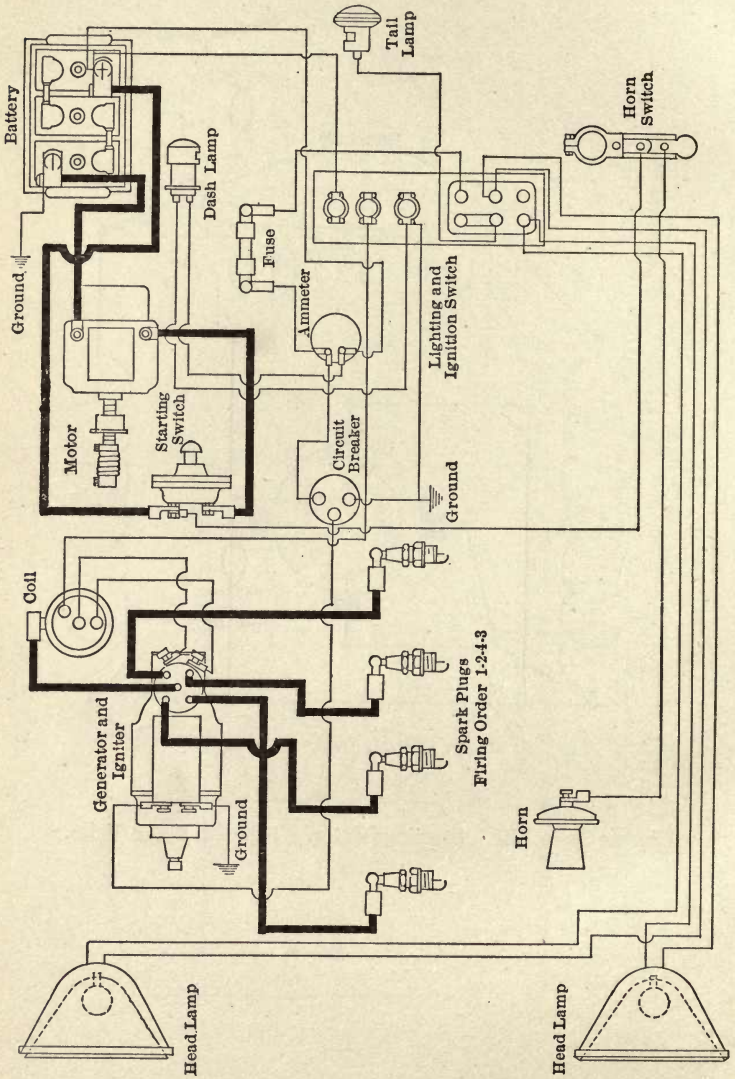 Battery
Ground
Motor
Starting
Switch
Dash Lamp
Fuse
Ammeter
Circuit
Breaker
Ground
Tail
Lamp
Lighting and
Ignition Switch
Horn
Switch
Coil
Generator and
Igniter
Ground
Spark Plugs
Firing Order 1-2-4-3
Horn
Head Lamp
Head Lamp